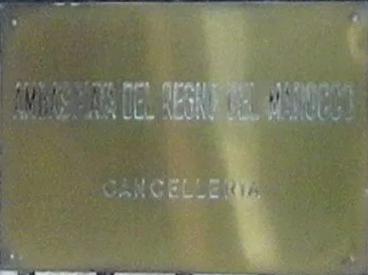 AMBASCIATA DEL REGNO DEL MAROCCO
CANCELLERIA